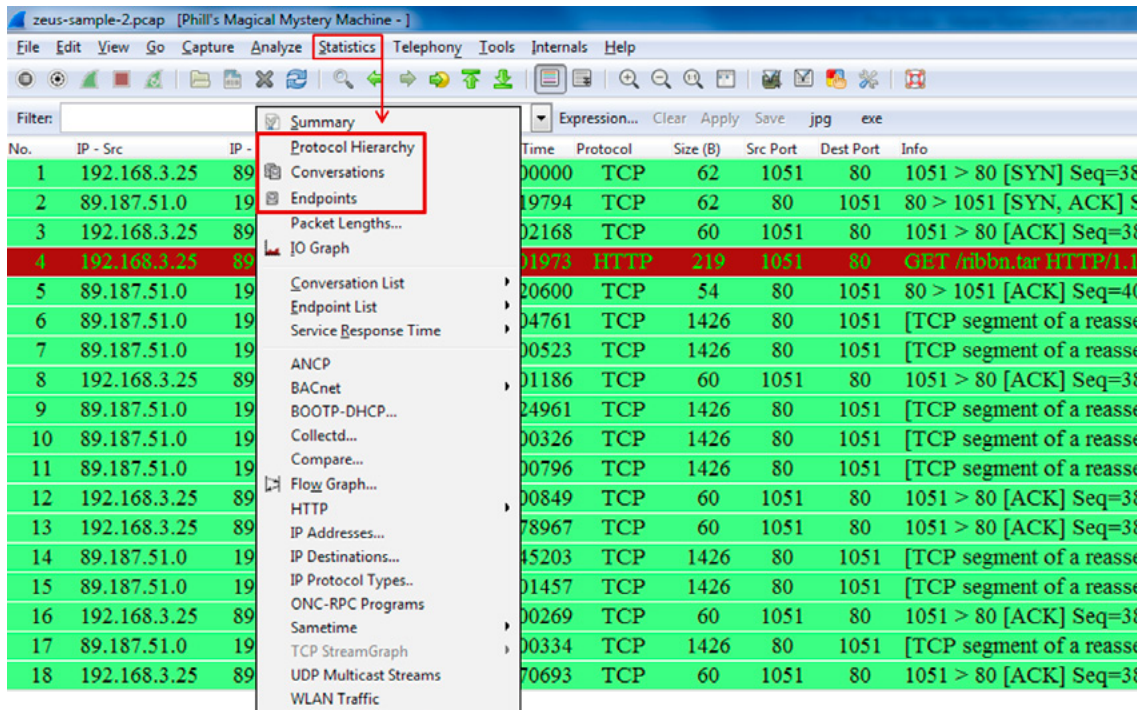 zeus-sample-2.pcap [Phill's Magical Mystery Machine - ]
File Edit View Go Capture Analyze Statistics Telephony Tools Internals Help
Filter: Expression... Clear Apply Save jpg exe
No. IP - Src IP - Time Protocol Size (B) Src Port Dest Port Info
1 192.168.3.25 89 00000 TCP 62 1051 80 1051 > 80 [SYN] Seq=38
2 89.187.51.0 19 19794 TCP 62 80 1051 80 > 1051 [SYN, ACK] S
3 192.168.3.25 89 02168 TCP 60 1051 80 1051 > 80 [ACK] Seq=38
4 192.168.3.25 89 01973 HTTP 219 1051 80 GET /ribbn.tar HTTP/1.1
5 89.187.51.0 19 20600 TCP 54 80 1051 80 > 1051 [ACK] Seq=40
6 89.187.51.0 19 04761 TCP 1426 80 1051 [TCP segment of a reasse
7 89.187.51.0 19 00523 TCP 1426 80 1051 [TCP segment of a reasse
8 192.168.3.25 89 01186 TCP 60 1051 80 1051 > 80 [ACK] Seq=38
9 89.187.51.0 19 24961 TCP 1426 80 1051 [TCP segment of a reasse
10 89.187.51.0 19 00326 TCP 1426 80 1051 [TCP segment of a reasse
11 89.187.51.0 19 00796 TCP 1426 80 1051 [TCP segment of a reasse
12 192.168.3.25 89 00849 TCP 60 1051 80 1051 > 80 [ACK] Seq=38
13 192.168.3.25 89 78967 TCP 60 1051 80 1051 > 80 [ACK] Seq=38
14 89.187.51.0 19 45203 TCP 1426 80 1051 [TCP segment of a reasse
15 89.187.51.0 19 01457 TCP 1426 80 1051 [TCP segment of a reasse
16 192.168.3.25 89 00269 TCP 60 1051 80 1051 > 80 [ACK] Seq=38
17 89.187.51.0 19 00334 TCP 1426 80 1051 [TCP segment of a reasse
18 192.168.3.25 89 70693 TCP 60 1051 80 1051 > 80 [ACK] Seq=38
Summary
Protocol Hierarchy
Conversations
Endpoints
Packet Lengths...
IO Graph
Conversation List
Endpoint List
Service Response Time
ANCP
BACnet
BOOTP-DHCP...
Collectd...
Compare...
Flow Graph...
HTTP
IP Addresses...
IP Destinations...
IP Protocol Types..
ONC-RPC Programs
Sametime
TCP StreamGraph
UDP Multicast Streams
WLAN Traffic